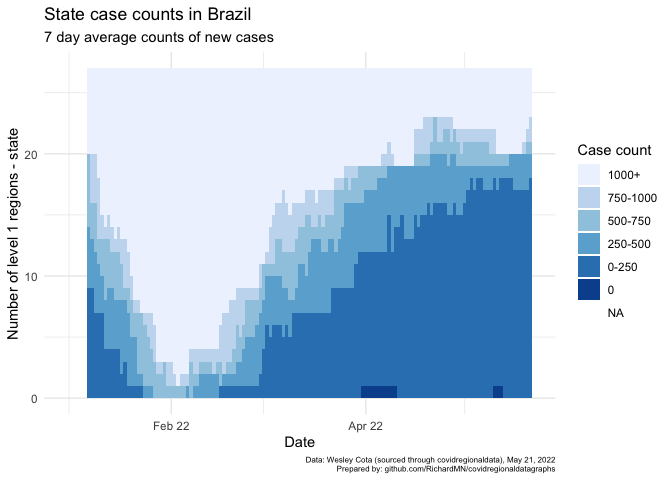 State case counts in Brazil
7 day average counts of new cases
Number of level 1 regions - state
20
10
0
Feb 22
Apr 22
Date
Case count
1000+
750-1000
500-750
250-500
0-250
0
NA
Data: Wesley Cota (sourced through covidregionaldata), May 21, 2022
Prepared by: github.com/RichardMN/covidregionaldatagraphs